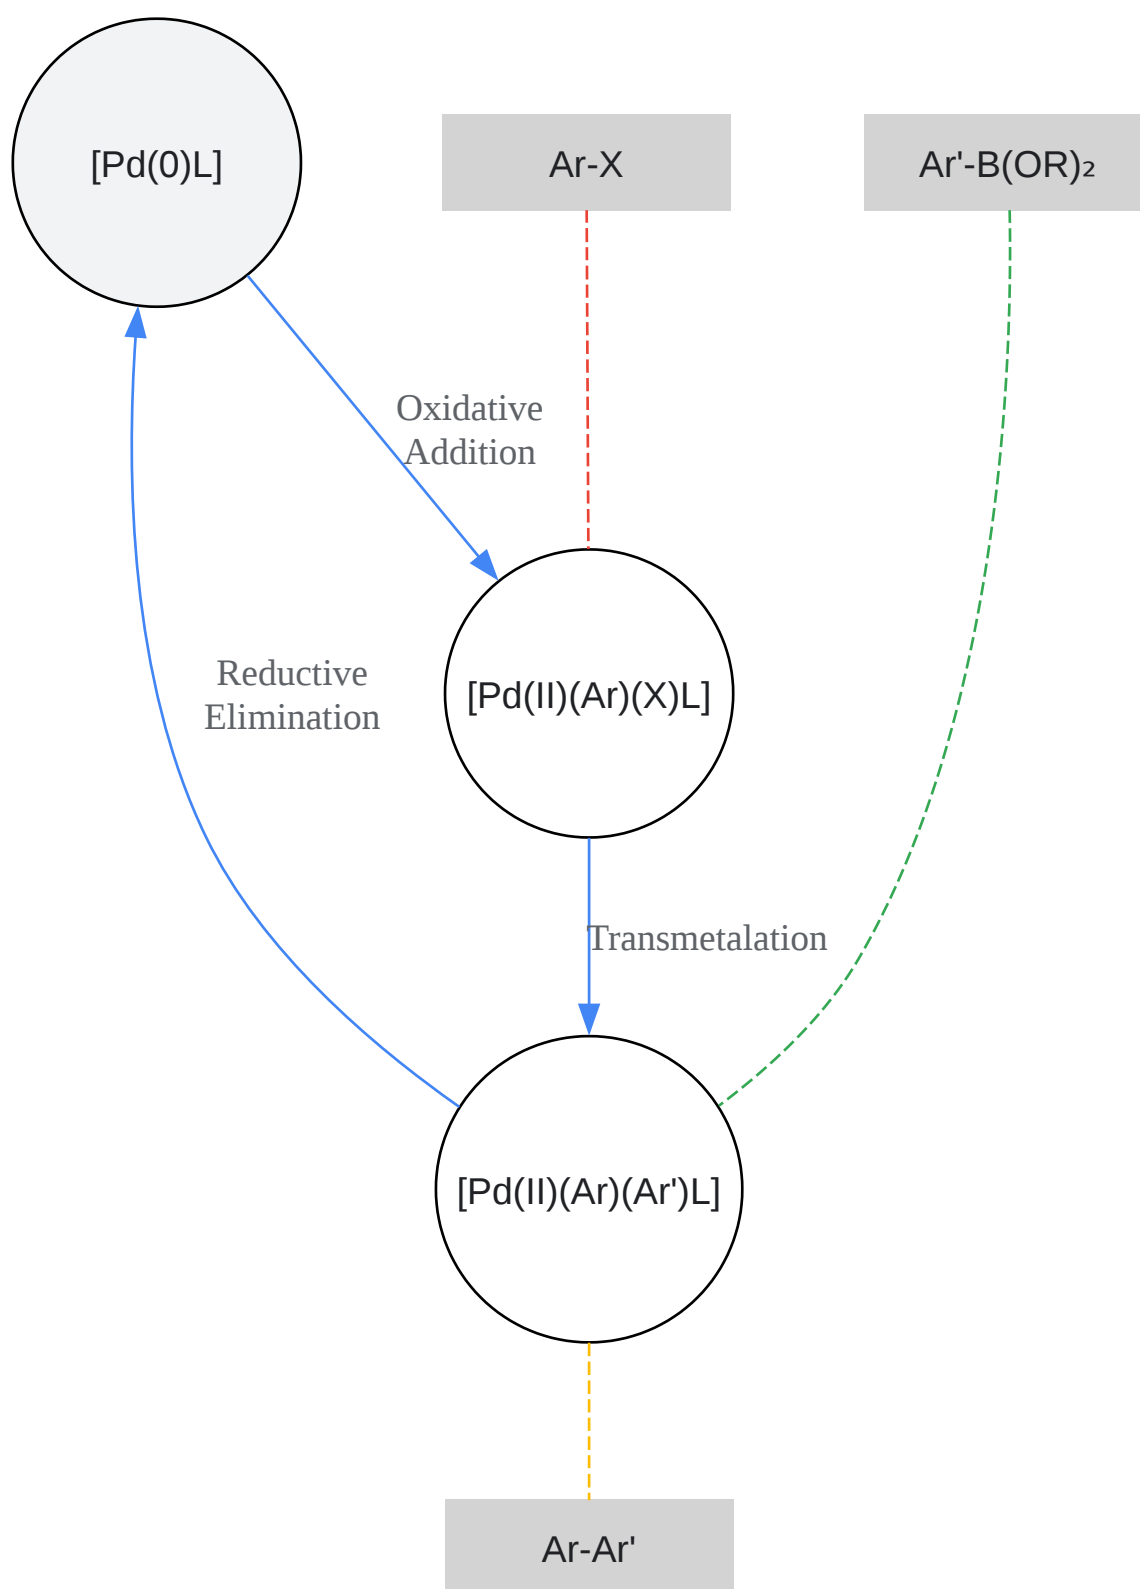 [Pd(0)L]
Ar-X
Ar'-B(OR)₂
Oxidative
Addition
Reductive
Elimination
[Pd(II)(Ar)(X)L]
Transmetalation
[Pd(II)(Ar)(Ar')L]
Ar-Ar'